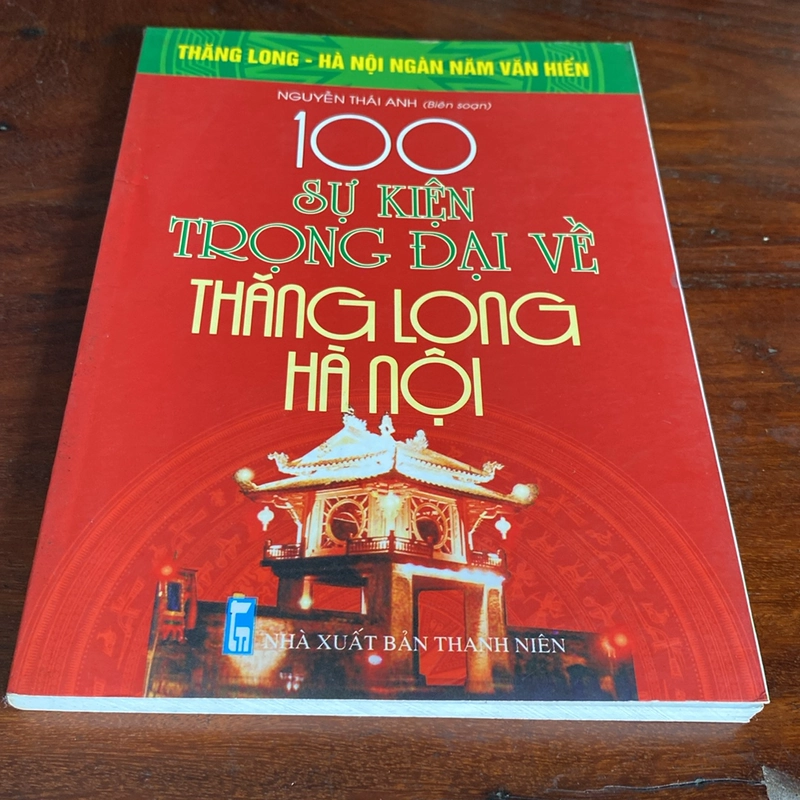 THĂNG LONG - HÀ NỘI NGÀN NĂM VĂN HIẾN
NGUYỄN THÁI ANH (Biên soạn)
100
SỰ KIỆN
TRỌNG ĐẠI VỀ
THĂNG LONG
HÀ NỘI
NHÀ XUẤT BẢN THANH NIÊN